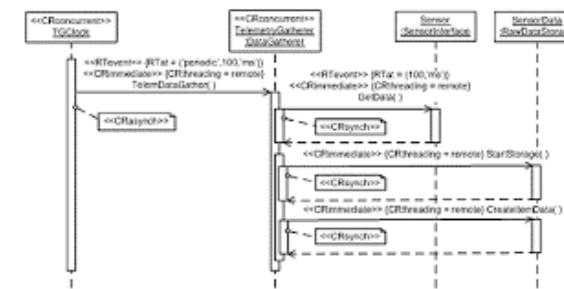 <<CRconcurrent>>
TGClock
<<CRconcurrent>>
TelemetryGatherer
:DataGatherer
Sensor
:SensorInterface
SensorData
:RawDataStorage
<<RTevent>> {RTat = ('periodic',100,'ms')}
<<CRimmediate>> {CRthreading = remote}
TelemDataGather( )
<<CRasynch>>
<<RTevent>> {RTat = (100,'ms')}
<<CRimmediate>> {CRthreading = remote}
GetData( )
<<CRsynch>>
<<CRimmediate>> {CRthreading = remote} StartStorage( )
<<CRsynch>>
<<CRimmediate>> {CRthreading = remote} CreateItemData( )
<<CRsynch>>